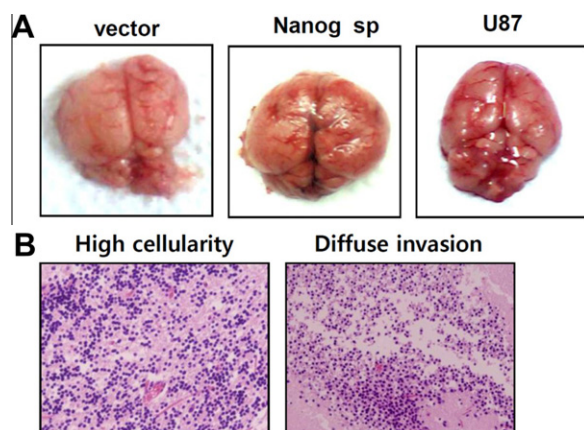 A
vector
Nanog sp
U87
B
High cellularity
Diffuse invasion